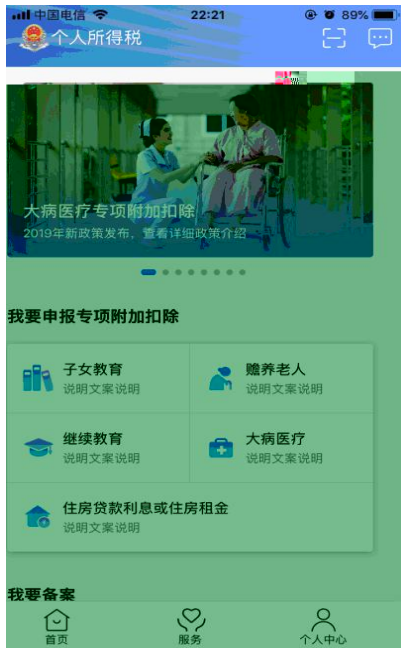 中国电信 22:21 89%
个人所得税
大病医疗专项附加扣除
2019年新政策发布，查看详细政策介绍
我要申报专项附加扣除
子女教育 赡养老人
说明文案说明 说明文案说明
继续教育 大病医疗
说明文案说明 说明文案说明
住房贷款利息或住房租金
说明文案说明
我要备案
首页 服务 个人中心